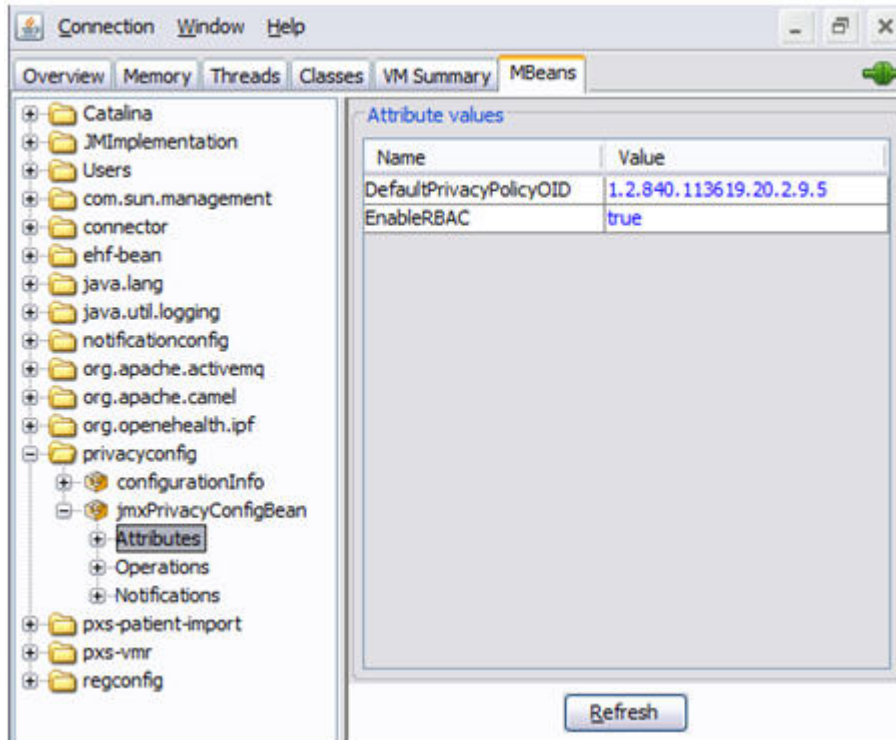 Connection Window Help
Overview Memory Threads Classes VM Summary MBeans
Catalina
JMImplementation
Users
com.sun.management
connector
ehf-bean
java.lang
java.util.logging
notificationconfig
org.apache.activemq
org.apache.camel
org.openehealth.ipf
privacyconfig
configurationInfo
jmxPrivacyConfigBean
Attributes
Operations
Notifications
pxs-patient-import
pxs-vmr
regconfig
Attribute values
Name Value
DefaultPrivacyPolicyOID 1.2.840.113619.20.2.9.5
EnableRBAC true
Refresh